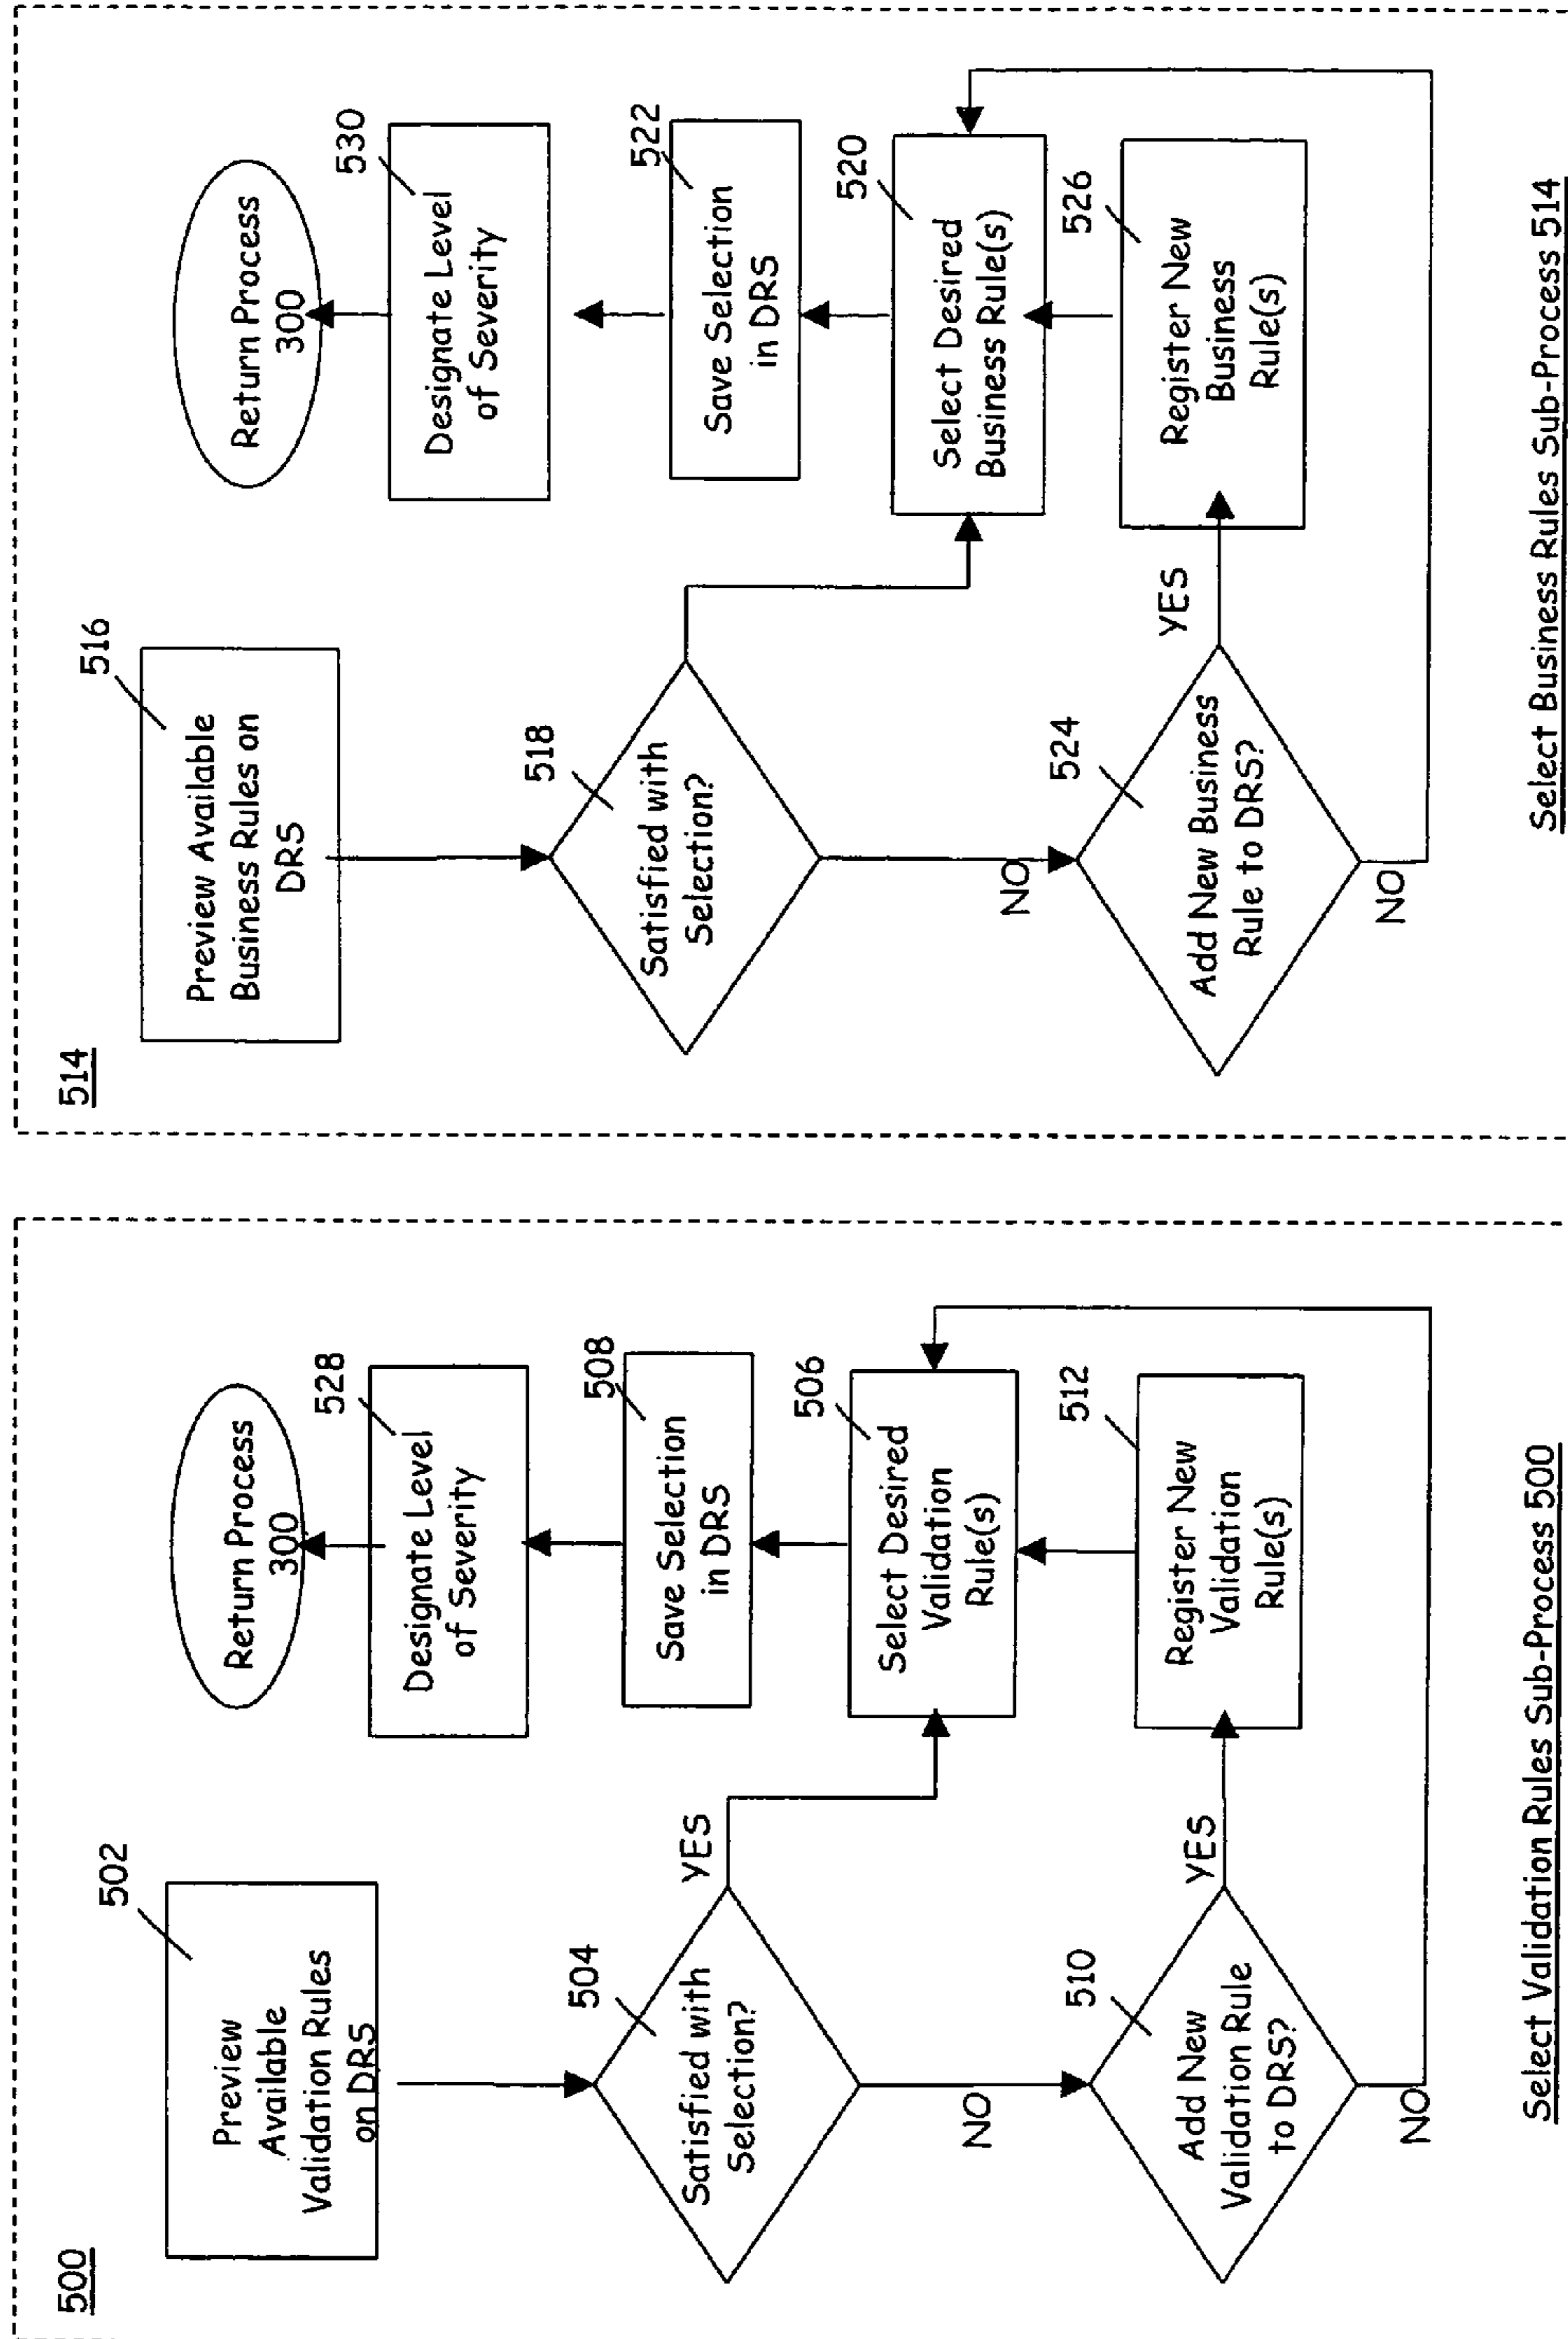 500
502
Preview
Available
Validation Rules
on DRS
504
Satisfied with
Selection?
YES
NO
510
Add New
Validation Rule
to DRS?
YES
NO
Return Process
300
528
Designate Level
of Severity
508
Save Selection
in DRS
506
Select Desired
Validation
Rule(s)
512
Register New
Validation
Rule(s)
Select Validation Rules Sub-Process 500
514
516
Preview Available
Business Rules on
DRS
518
Satisfied with
Selection?
NO
524
Add New Business
Rule to DRS?
YES
NO
Return Process
300
530
Designate Level
of Severity
522
Save Selection
in DRS
520
Select Desired
Business Rule(s)
526
Register New
Business
Rule(s)
Select Business Rules Sub-Process 514